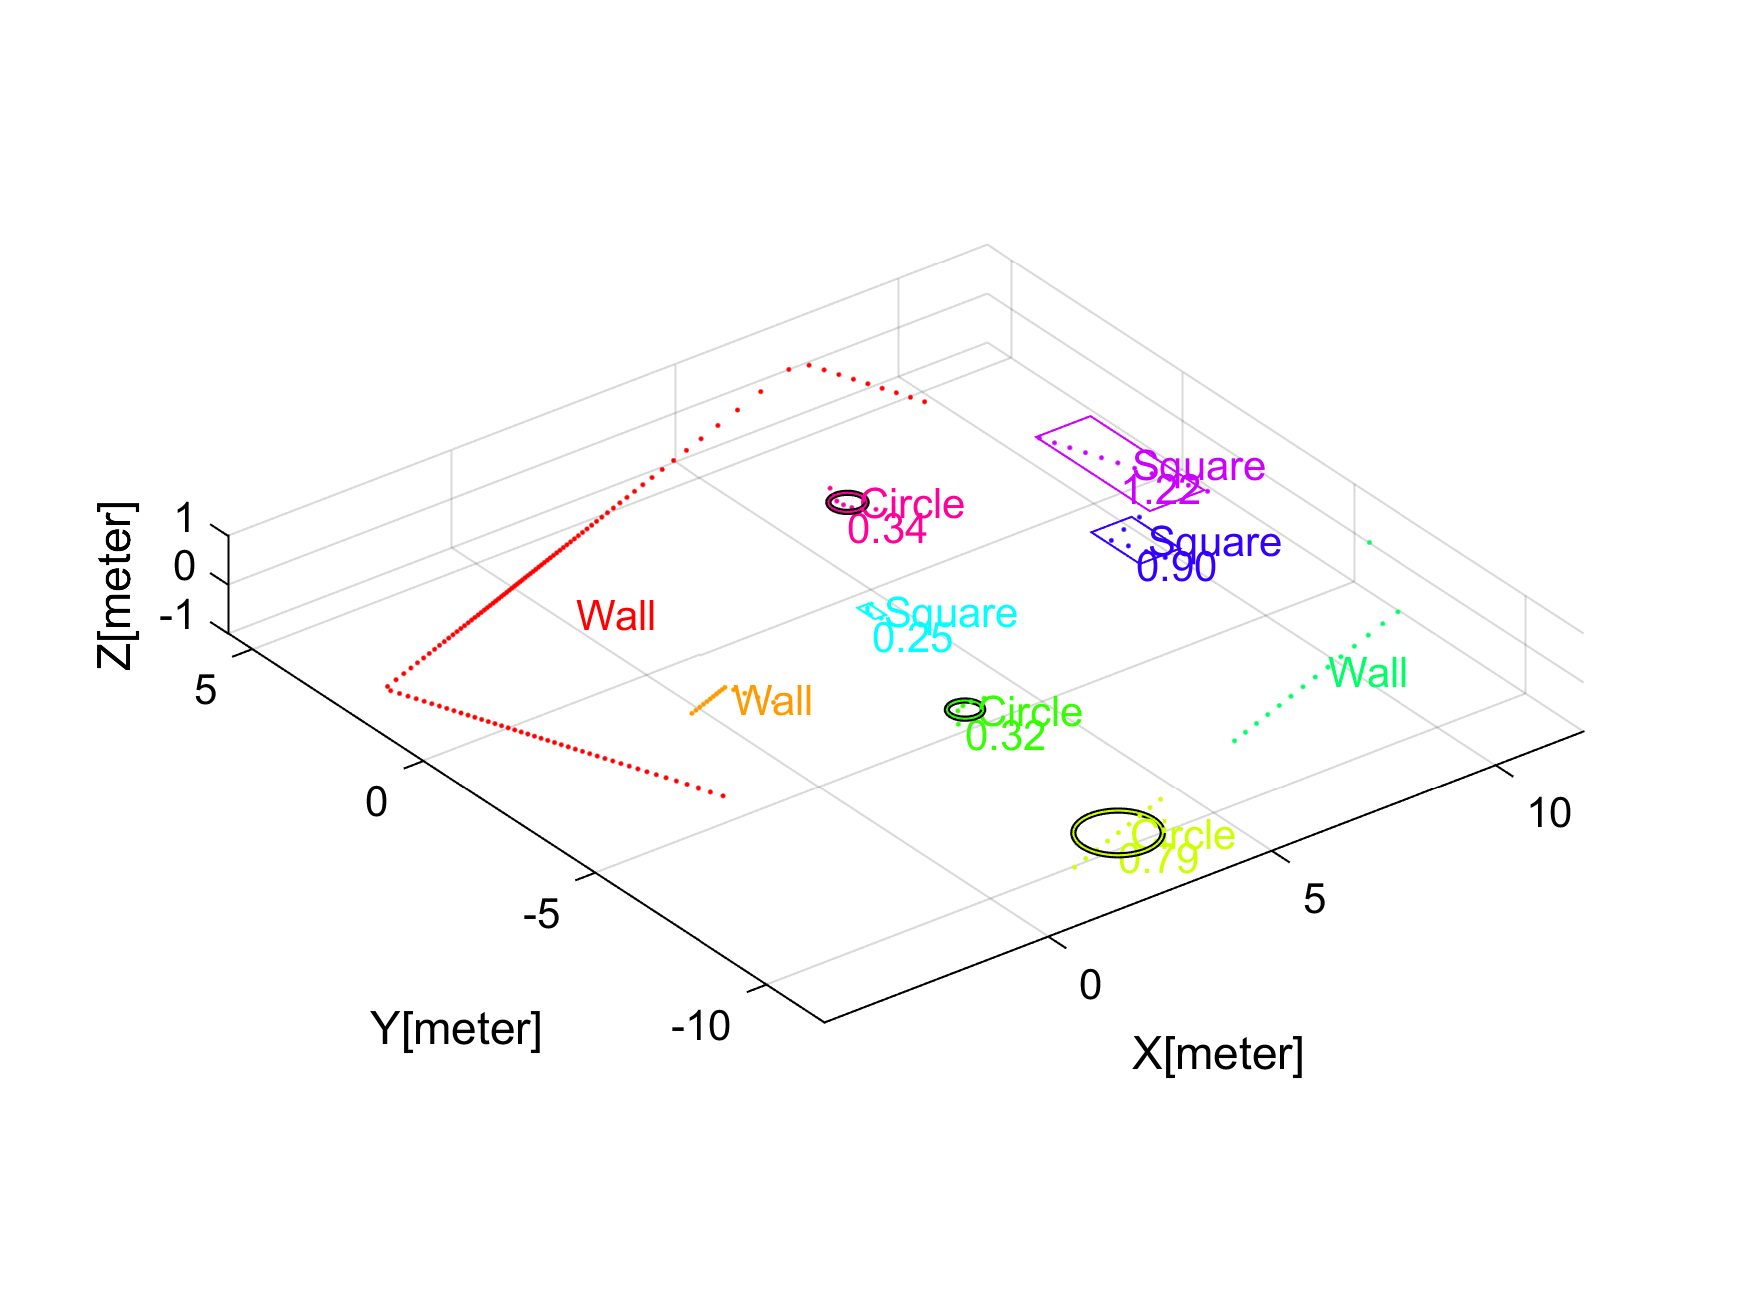 Square
1.22
Circle
0.34
Square
0.90
Square
0.25
Wall
Wall
Wall
Circle
0.32
Circle
0.79
1
0
-1
Z[meter]
5
0
-5
-10
Y[meter]
10
5
0
X[meter]